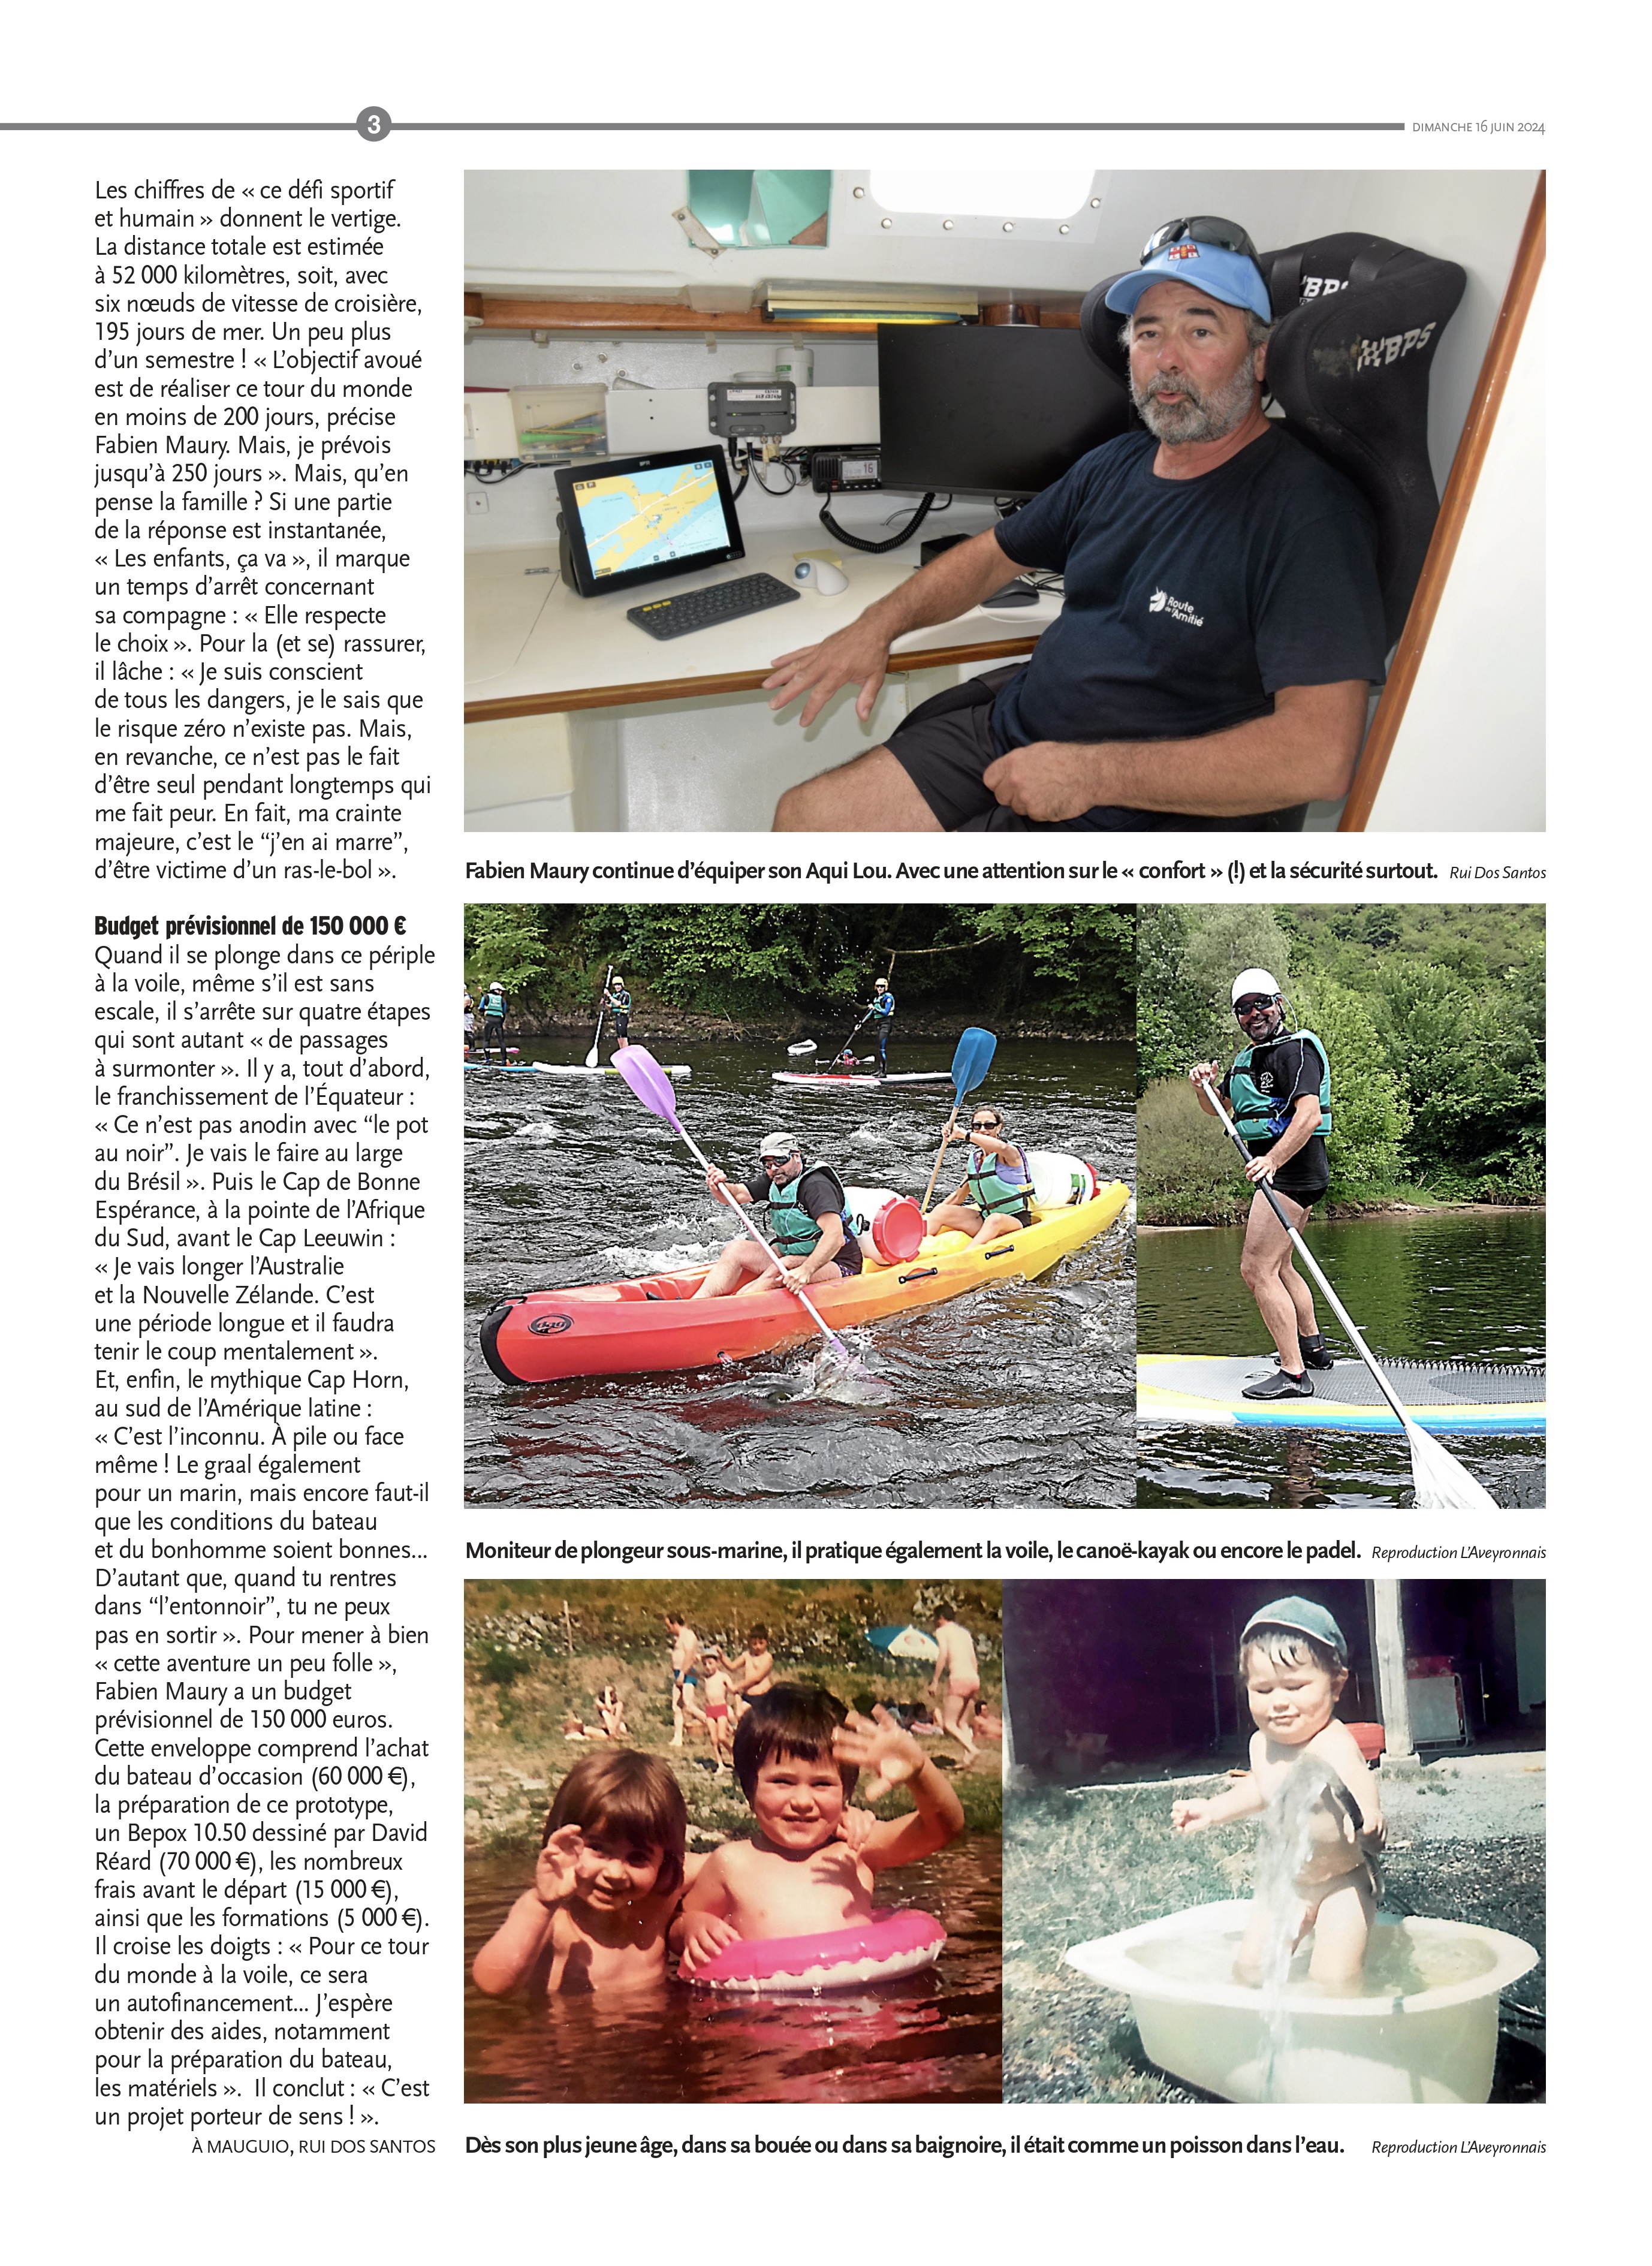 3
DIMANCHE 16 JUIN 2024
Les chiffres de « ce défi sportif
et humain » donnent le vertige.
La distance totale est estimée
à 52 000 kilomètres, soit, avec
six nœuds de vitesse de croisière,
195 jours de mer. Un peu plus
d’un semestre ! « L’objectif avoué
est de réaliser ce tour du monde
en moins de 200 jours, précise
Fabien Maury. Mais, je prévois
jusqu’à 250 jours ». Mais, qu’en
pense la famille ? Si une partie
de la réponse est instantanée,
« Les enfants, ça va », il marque
un temps d’arrêt concernant
sa compagne : « Elle respecte
le choix ». Pour la (et se) rassurer,
il lâche : « Je suis conscient
de tous les dangers, je le sais que
le risque zéro n’existe pas. Mais,
en revanche, ce n’est pas le fait
d’être seul pendant longtemps qui
me fait peur. En fait, ma crainte
majeure, c’est le “j’en ai marre”,
d’être victime d’un ras-le-bol ».
Budget prévisionnel de 150 000 €
Quand il se plonge dans ce périple
à la voile, même s’il est sans
escale, il s’arrête sur quatre étapes
qui sont autant « de passages
à surmonter ». Il y a, tout d’abord,
le franchissement de l’Équateur :
« Ce n’est pas anodin avec “le pot
au noir”. Je vais le faire au large
du Brésil ». Puis le Cap de Bonne
Espérance, à la pointe de l’Afrique
du Sud, avant le Cap Leeuwin :
« Je vais longer l’Australie
et la Nouvelle Zélande. C’est
une période longue et il faudra
tenir le coup mentalement ».
Et, enfin, le mythique Cap Horn,
au sud de l’Amérique latine :
« C’est l’inconnu. À pile ou face
même ! Le graal également
pour un marin, mais encore faut-il
que les conditions du bateau
et du bonhomme soient bonnes...
D’autant que, quand tu rentres
dans “l’entonnoir”, tu ne peux
pas en sortir ». Pour mener à bien
« cette aventure un peu folle »,
Fabien Maury a un budget
prévisionnel de 150 000 euros.
Cette enveloppe comprend l’achat
du bateau d’occasion (60 000 €),
la préparation de ce prototype,
un Bepox 10.50 dessiné par David
Réard (70 000 €), les nombreux
frais avant le départ (15 000 €),
ainsi que les formations (5 000 €).
Il croise les doigts : « Pour ce tour
du monde à la voile, ce sera
un autofinancement... J’espère
obtenir des aides, notamment
pour la préparation du bateau,
les matériels ». Il conclut : « C’est
un projet porteur de sens ! ».
À MAUGUIO, RUI DOS SANTOS
BPS
BPS
16
Route
de l'Amitié
Fabien Maury continue d’équiper son Aqui Lou. Avec une attention sur le « confort » (!) et la sécurité surtout. Rui Dos Santos
Moniteur de plongeur sous-marine, il pratique également la voile, le canoë-kayak ou encore le padel. Reproduction L’Aveyronnais
Dès son plus jeune âge, dans sa bouée ou dans sa baignoire, il était comme un poisson dans l’eau. Reproduction L’Aveyronnais